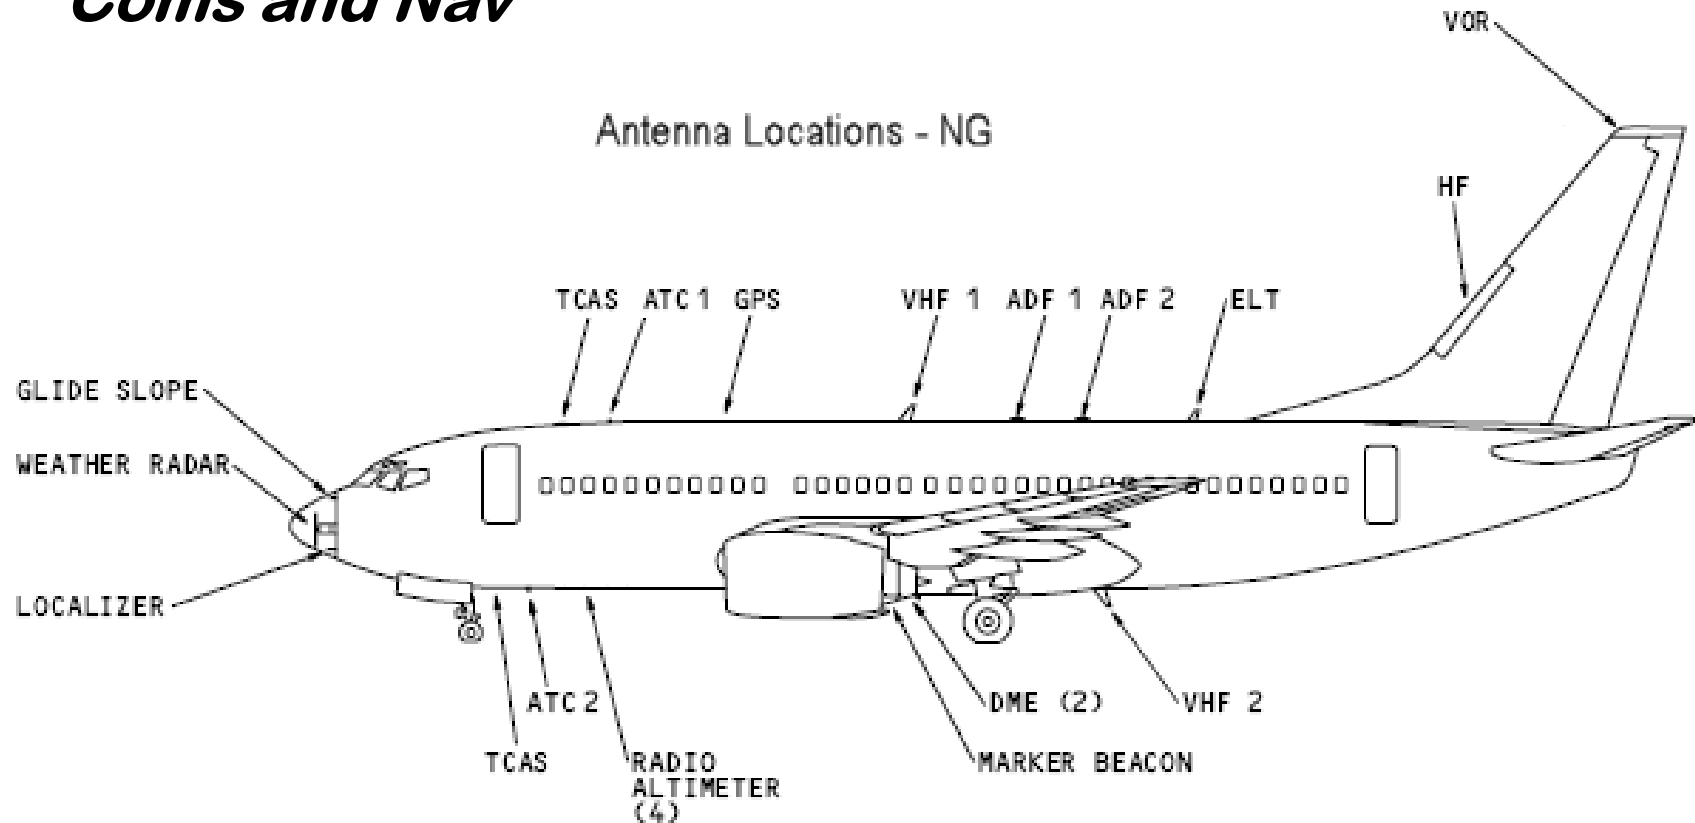 Coms and Nav
VOR
Antenna Locations - NG
HF
TCAS ATC 1 GPS VHF 1 ADF 1 ADF 2 ELT
GLIDE SLOPE
WEATHER RADAR
LOCALIZER
ATC 2 DME (2) VHF 2
TCAS RADIO MARKER BEACON
ALTIMETER
(4)